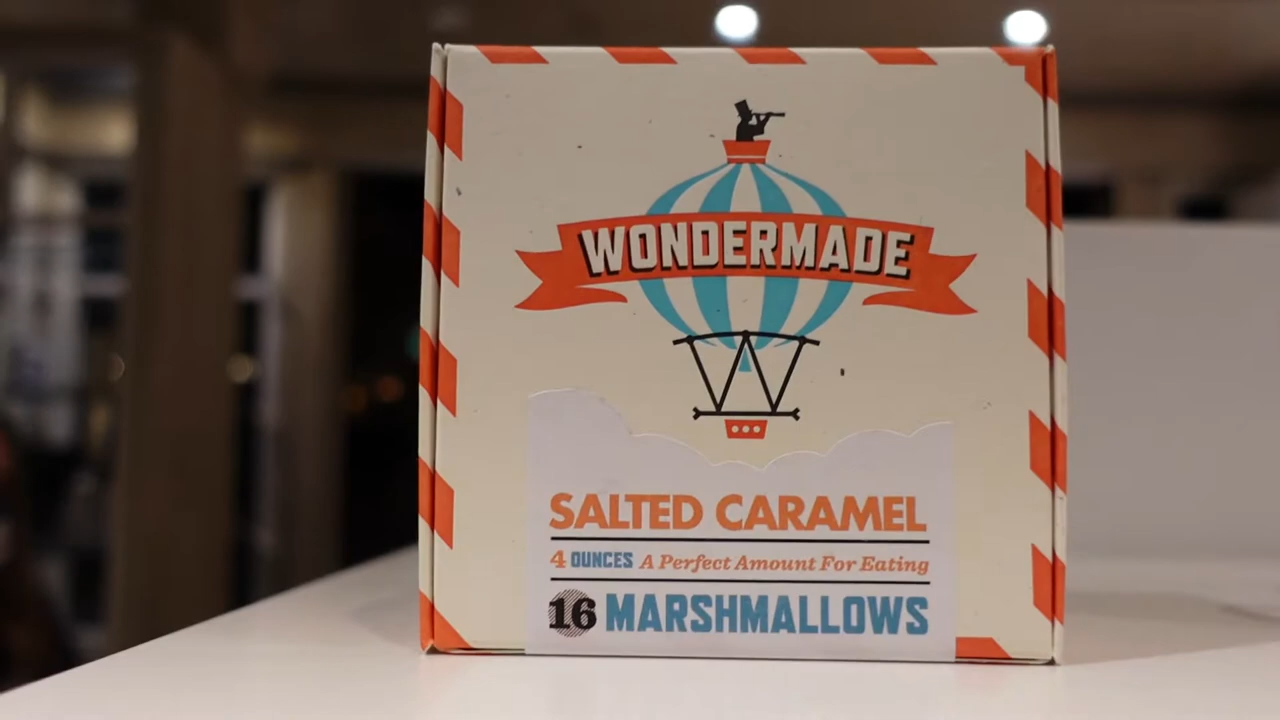 WONDERMADE
SALTED CARAMEL
4 OUNCES A Perfect Amount For Eating
16 MARSHMALLOWS